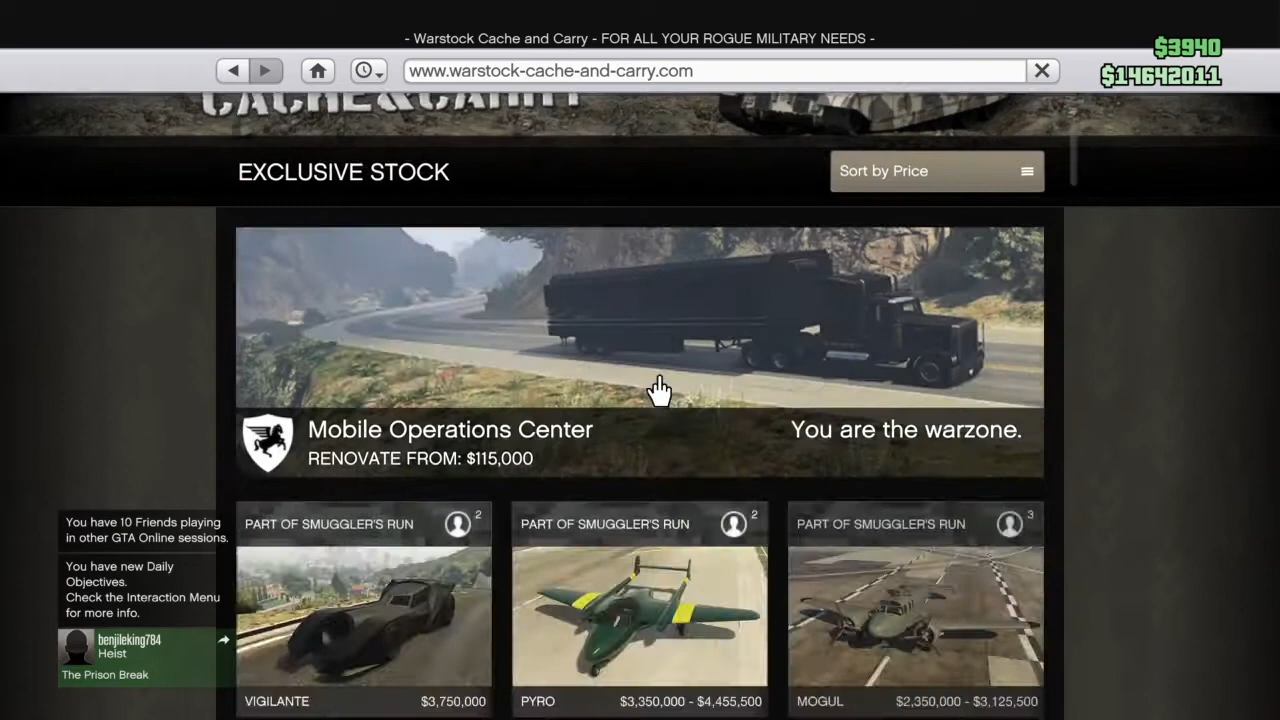 - Warstock Cache and Carry - FOR ALL YOUR ROGUE MILITARY NEEDS -
$3940
www.warstock-cache-and-carry.com
$14642011
CACHE&CARRY
EXCLUSIVE STOCK
Sort by Price
Mobile Operations Center
You are the warzone.
RENOVATE FROM: $115,000
PART OF SMUGGLER'S RUN
2
PART OF SMUGGLER'S RUN
2
PART OF SMUGGLER'S RUN
3
VIGILANTE
$3,750,000
PYRO
$3,350,000 - $4,455,500
MOGUL
$2,350,000 - $3,125,500
You have 10 Friends playing
in other GTA Online sessions.
You have new Daily
Objectives.
Check the Interaction Menu
for more info.
benjileking784
Heist
The Prison Break